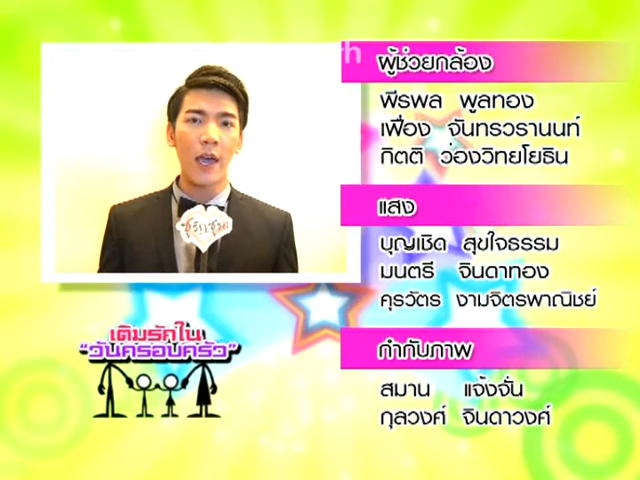 ผู้ช่วยกล้อง
พีรพล พูลทอง
เฟื่อง จันทรวรานนท์
กิตติ ว่องวิทยโยธิน
แสง
บุญเชิด สุขใจธรรม
มนตรี จินดาทอง
คุรวัตร งามจิตรพาณิชย์
กำกับภาพ
สมาน แจ้งจั่น
กุลวงศ์ จินดาวงศ์
เติมรักใน
"วันครอบครัว"